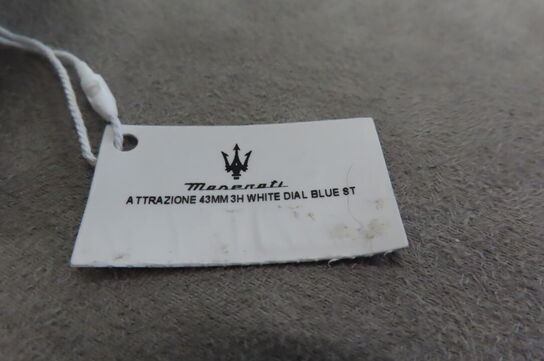 Maserati
ATTRAZIONE 43MM 3H WHITE DIAL BLUE ST